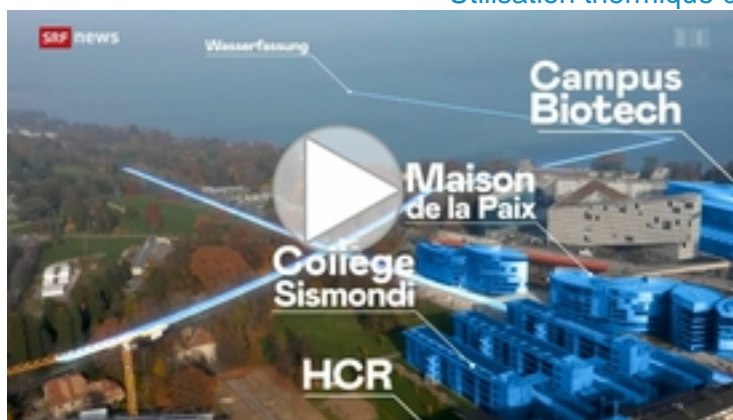 Utilisation thermique d
SRF news
Wasserfassung
Campus
Biotech
Maison
de la Paix
Collège
Sismondi
HCR